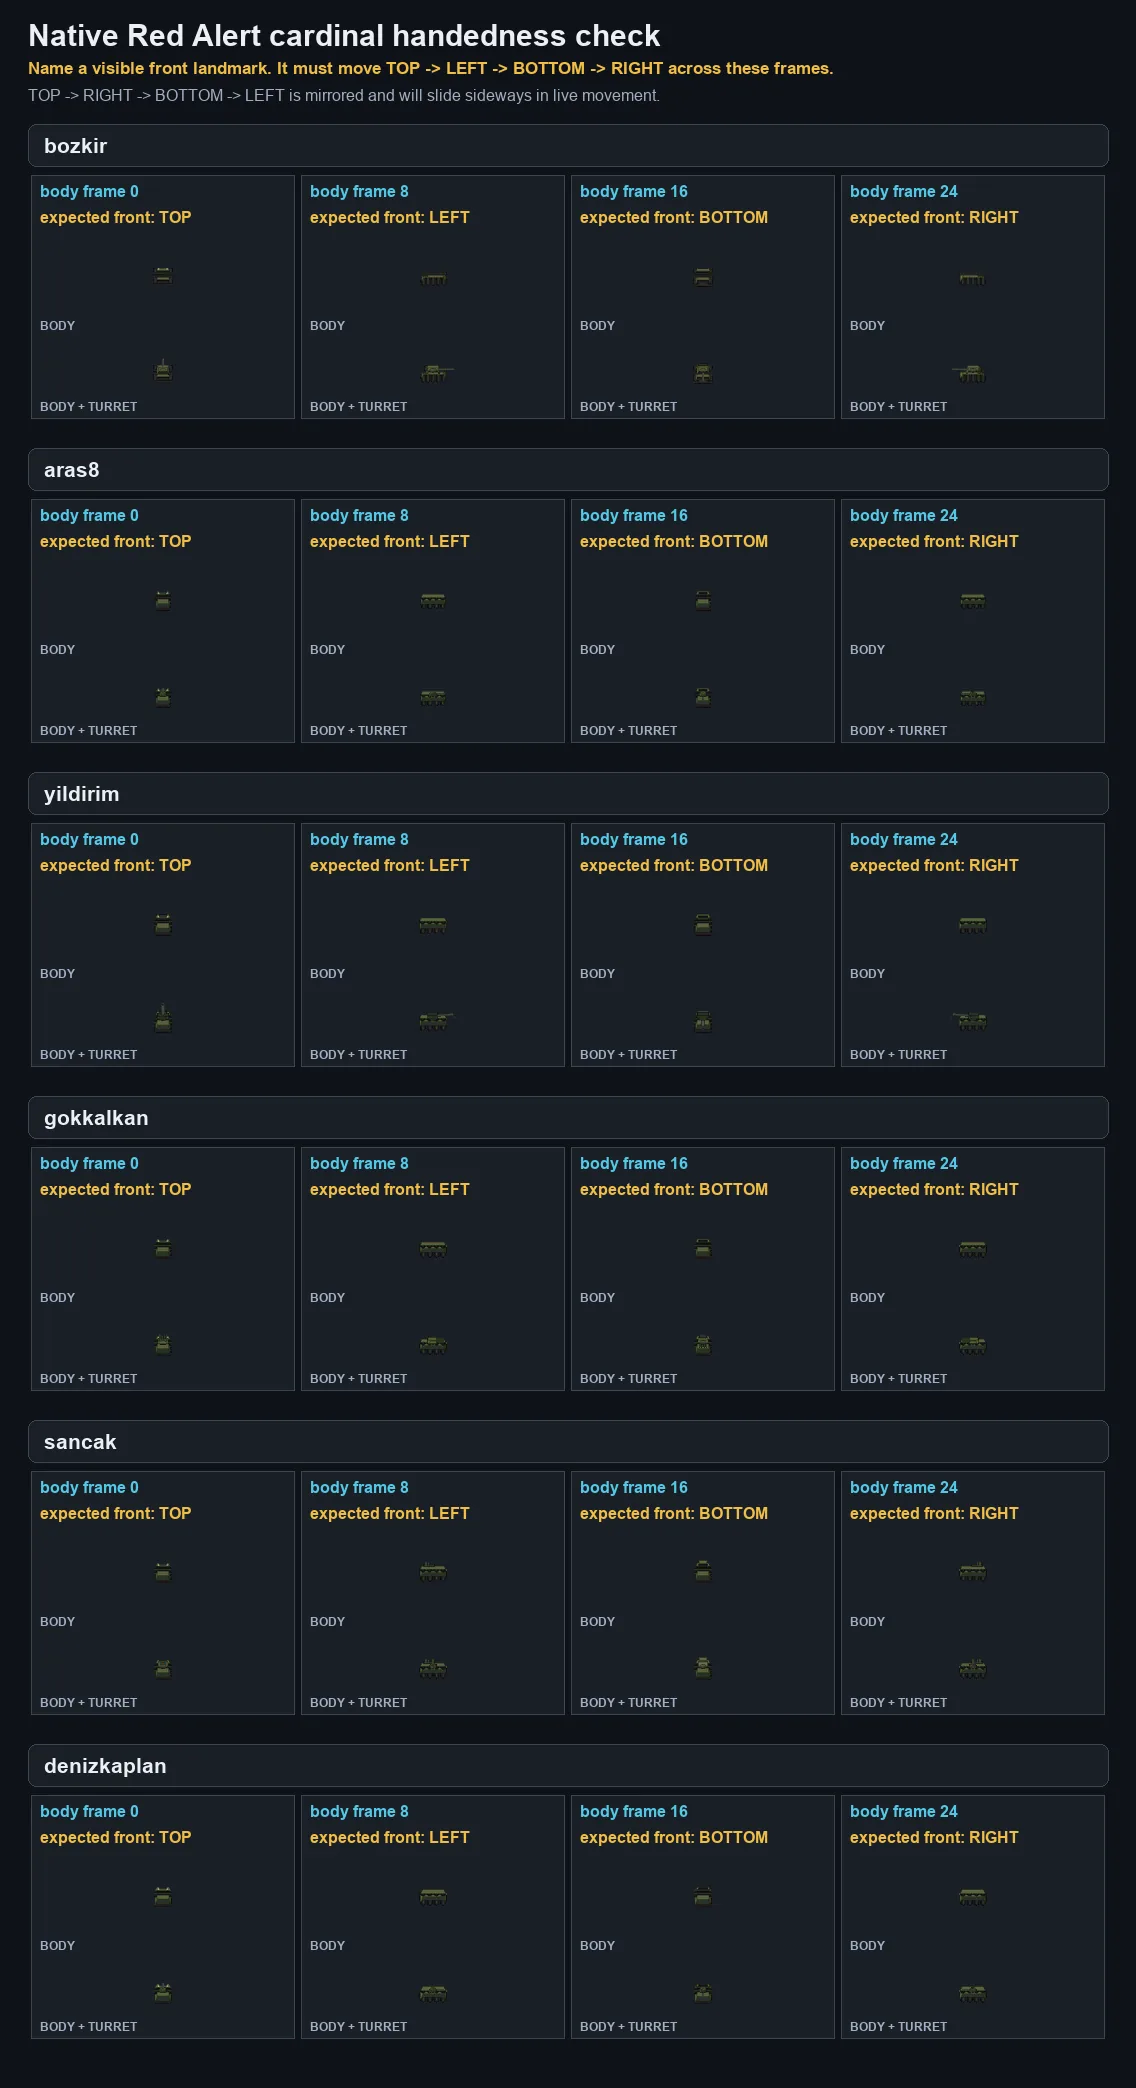 Native Red Alert cardinal handedness check
Name a visible front landmark. It must move TOP -> LEFT -> BOTTOM -> RIGHT across these frames.
TOP -> RIGHT -> BOTTOM -> LEFT is mirrored and will slide sideways in live movement.
bozkir
body frame 0 body frame 8 body frame 16 body frame 24
expected front: TOP expected front: LEFT expected front: BOTTOM expected front: RIGHT
BODY BODY BODY BODY
BODY + TURRET BODY + TURRET BODY + TURRET BODY + TURRET
aras8
body frame 0 body frame 8 body frame 16 body frame 24
expected front: TOP expected front: LEFT expected front: BOTTOM expected front: RIGHT
BODY BODY BODY BODY
BODY + TURRET BODY + TURRET BODY + TURRET BODY + TURRET
yildirim
body frame 0 body frame 8 body frame 16 body frame 24
expected front: TOP expected front: LEFT expected front: BOTTOM expected front: RIGHT
BODY BODY BODY BODY
BODY + TURRET BODY + TURRET BODY + TURRET BODY + TURRET
gokkalkan
body frame 0 body frame 8 body frame 16 body frame 24
expected front: TOP expected front: LEFT expected front: BOTTOM expected front: RIGHT
BODY BODY BODY BODY
BODY + TURRET BODY + TURRET BODY + TURRET BODY + TURRET
sancak
body frame 0 body frame 8 body frame 16 body frame 24
expected front: TOP expected front: LEFT expected front: BOTTOM expected front: RIGHT
BODY BODY BODY BODY
BODY + TURRET BODY + TURRET BODY + TURRET BODY + TURRET
denizkaplan
body frame 0 body frame 8 body frame 16 body frame 24
expected front: TOP expected front: LEFT expected front: BOTTOM expected front: RIGHT
BODY BODY BODY BODY
BODY + TURRET BODY + TURRET BODY + TURRET BODY + TURRET